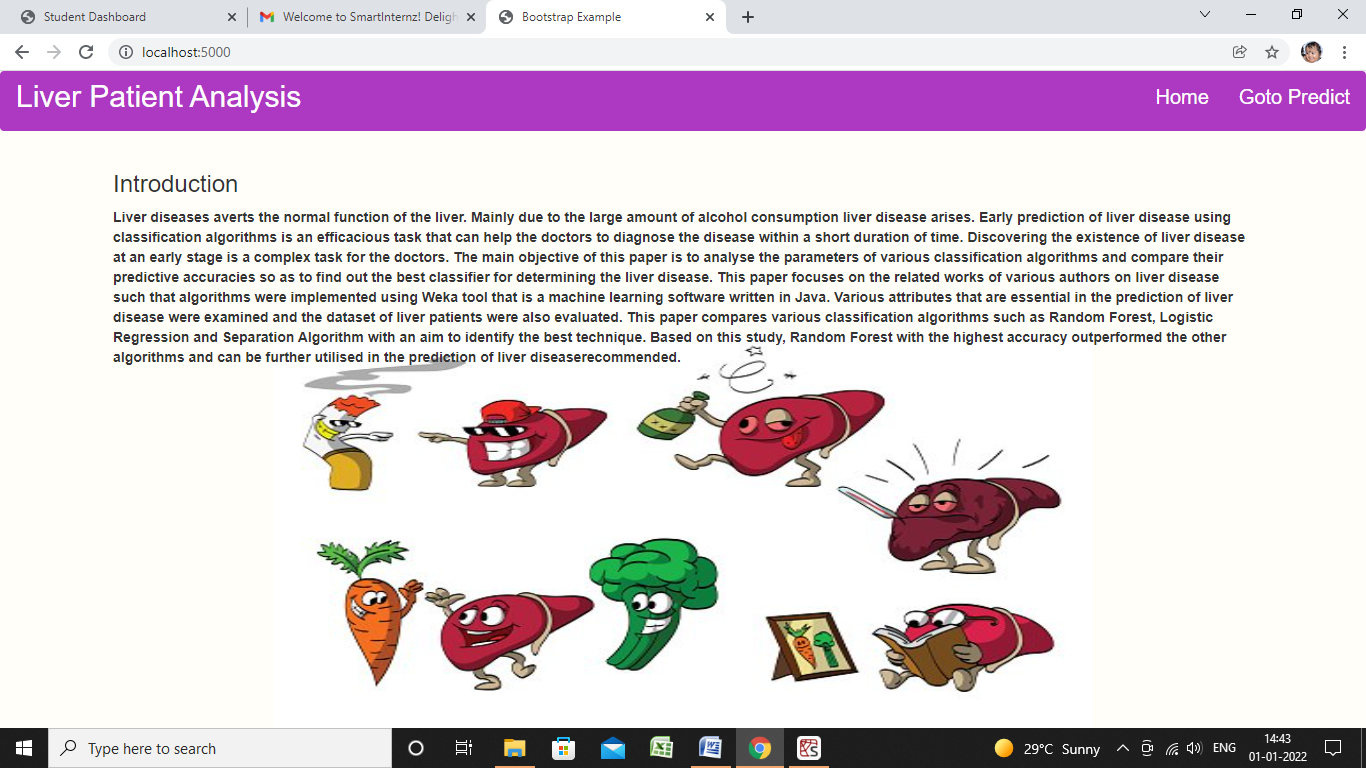 Student Dashboard
Welcome to SmartInternz! Deligh
Bootstrap Example
localhost:5000
Liver Patient Analysis
Home
Goto Predict
Introduction
Liver diseases averts the normal function of the liver. Mainly due to the large amount of alcohol consumption liver disease arises. Early prediction of liver disease using
classification algorithms is an efficacious task that can help the doctors to diagnose the disease within a short duration of time. Discovering the existence of liver disease
at an early stage is a complex task for the doctors. The main objective of this paper is to analyse the parameters of various classification algorithms and compare their
predictive accuracies so as to find out the best classifier for determining the liver disease. This paper focuses on the related works of various authors on liver disease
such that algorithms were implemented using Weka tool that is a machine learning software written in Java. Various attributes that are essential in the prediction of liver
disease were examined and the dataset of liver patients were also evaluated. This paper compares various classification algorithms such as Random Forest, Logistic
Regression and Separation Algorithm with an aim to identify the best technique. Based on this study, Random Forest with the highest accuracy outperformed the other
algorithms and can be further utilised in the prediction of liver diseaserecommended.
Type here to search
29°C Sunny
ENG
14:43
01-01-2022